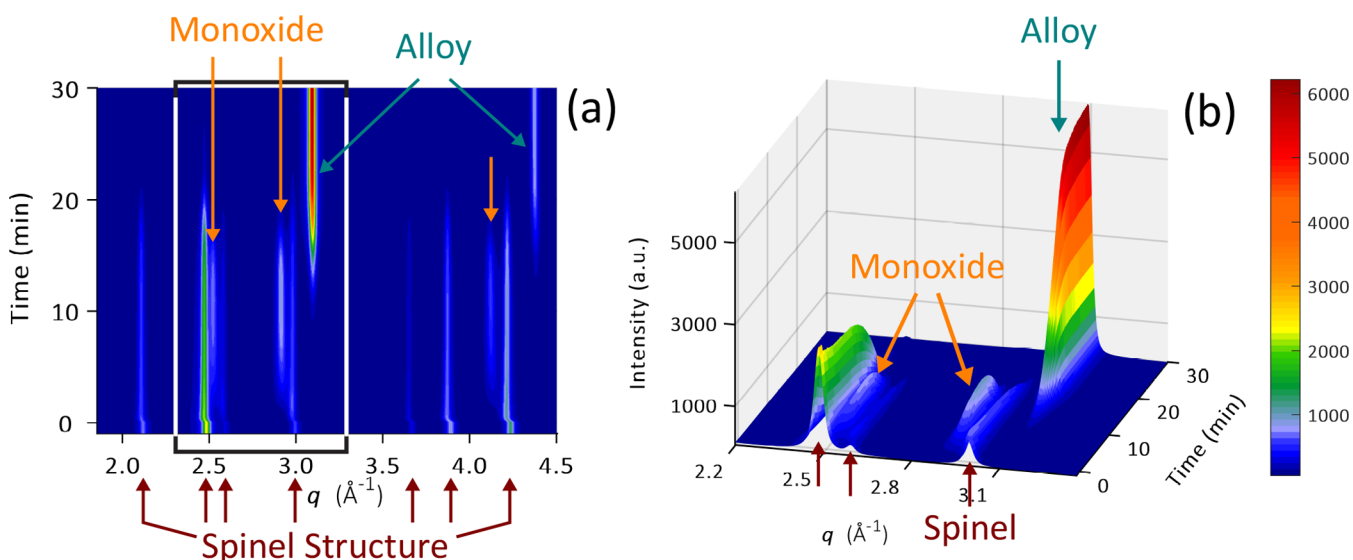 Monoxide
Alloy
(a)
30
20
10
0
Time (min)
2.0
2.5
3.0
3.5
4.0
4.5
q (Å-1)
Spinel Structure
Alloy
(b)
Monoxide
Intensity (a.u.)
5000
3000
1000
2.2
2.5
2.8
3.1
q (Å-1)
Spinel
0
10
20
30
Time (min)
6000
5000
4000
3000
2000
1000